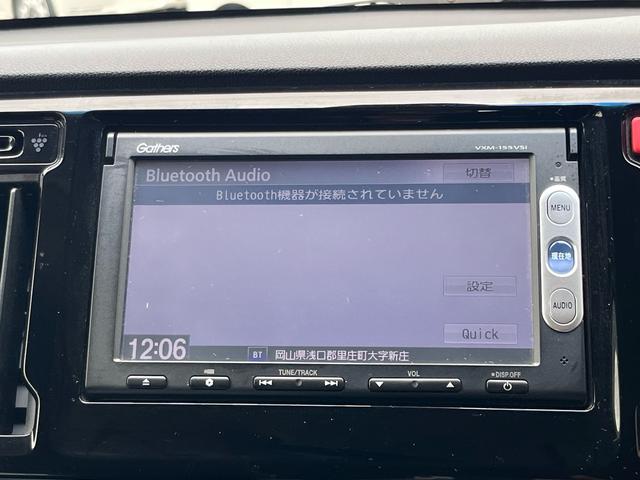 Gathers
VXM-155VSi
Bluetooth Audio
切替
Bluetooth機器が接続されていません
画質
MENU
現在地
設定
AUDIO
Quick
12:06
BT
岡山県浅口郡里庄町大字新庄
TUNE/TRACK
VOL
DISP.OFF